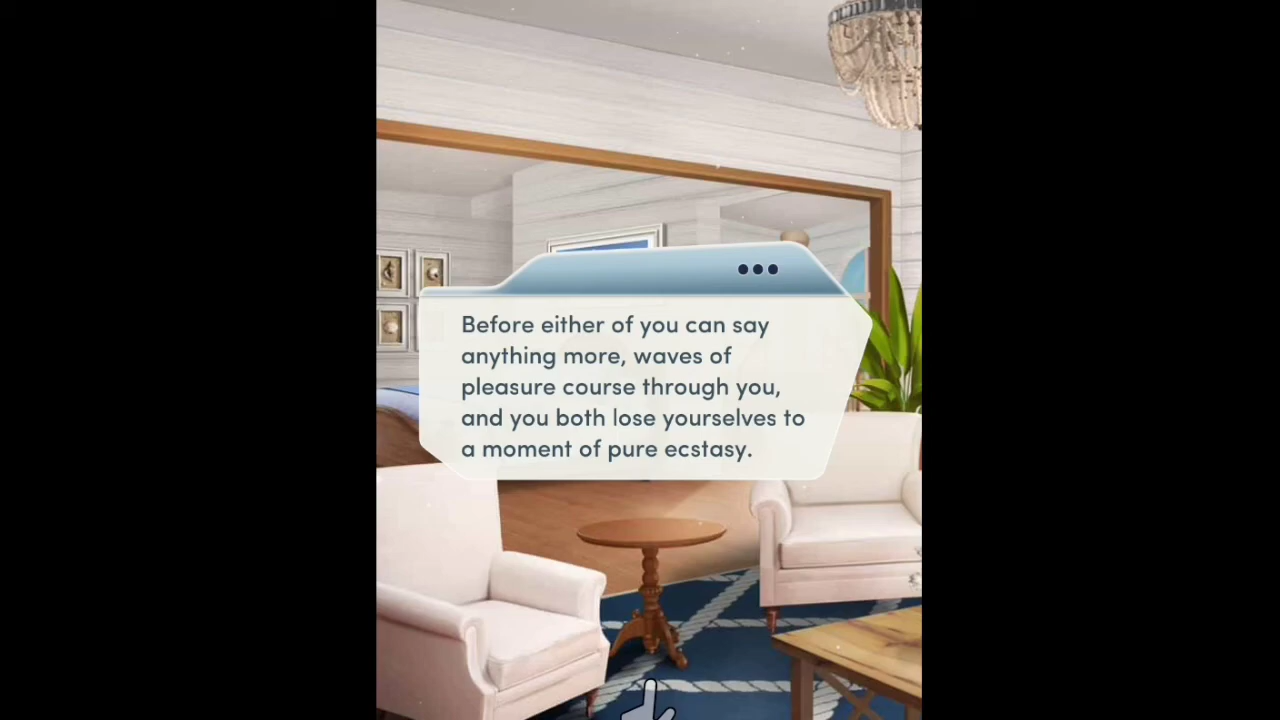 Before either of you can say
anything more, waves of
pleasure course through you,
and you both lose yourselves to
a moment of pure ecstasy.